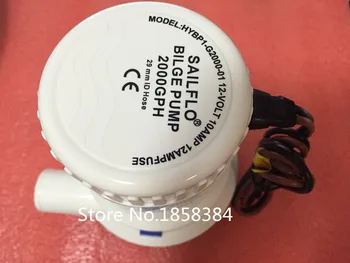 MODEL:HYBP1-G2000-01 12-VOLT 10AMP 12AMPFUSE
SAILFLO®
BILGE PUMP
2000GPH
29 mm ID Hose
CE
Store No.1858384